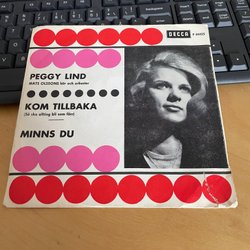 DECCA
PEGGY LIND
MATS OLSSONS kör och orkester
KOM TILLBAKA
(Så ska allting bli som förr)
MINNS DU